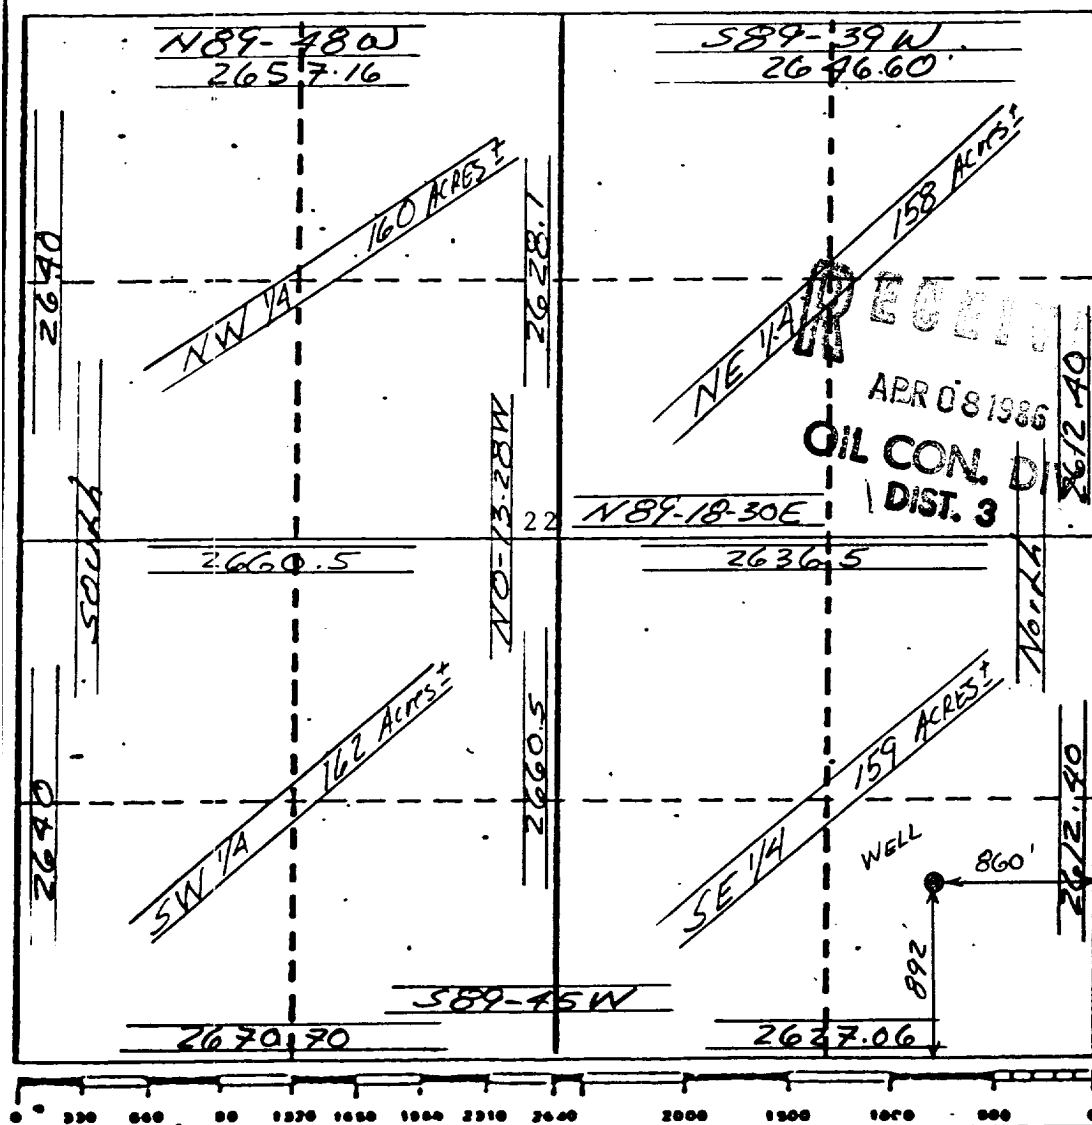 N89-48W
2657.16
S89-39W
2646.60'
NW 1/4 160 ACRES ±
NE 1/4 158 Acres ±
2640
2628.1
2612.40
RECEIV
APR 08 1986
OIL CON. DI
DIST. 3
South
N0-13-28W
22
N89-18-30E
North
2660.5
2636.5
SW 1/4 162 Acres ±
SE 1/4 159 ACRES ±
2640
2660.5
2612.40
WELL
860'
892'
S89-45W
2670.70
2627.06
0 330 660 1320 1650 2310 2640 2000 1500 1000 500 0